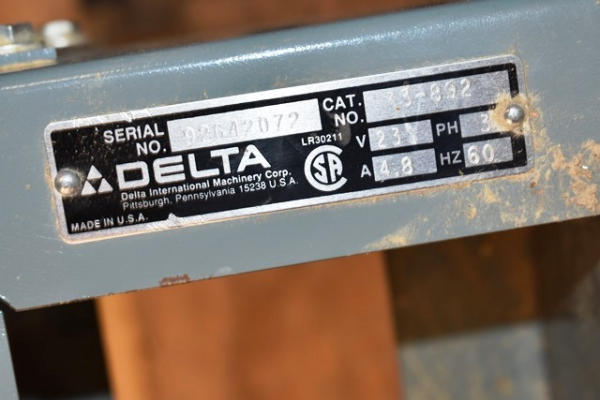 SERIAL NO.
CAT. NO.
LR30211
V PH 3
A 4.8 HZ 60
DELTA
Delta International Machinery Corp.
Pittsburgh, Pennsylvania 15238 U.S.A.
MADE IN U.S.A.